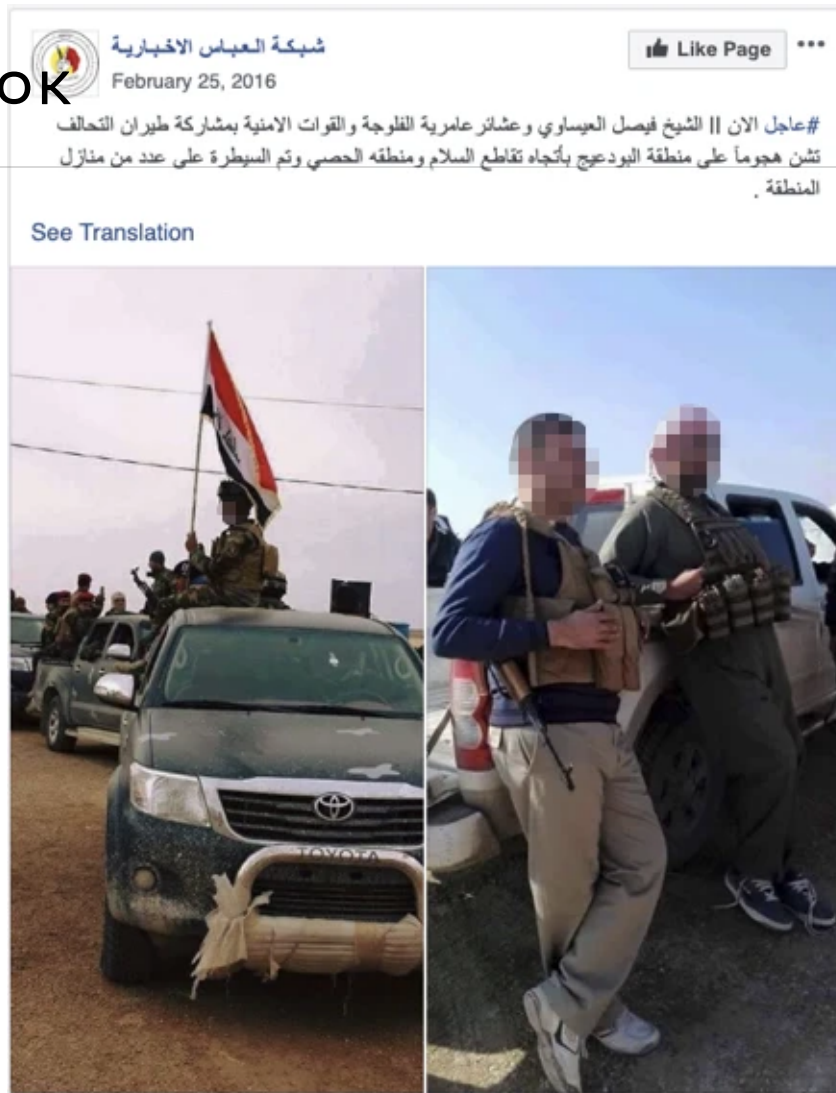 ok
شبكة العباس الاخبارية
Like Page
February 25, 2016
#عاجل الان || الشيخ فيصل العيساوي وعشائر عامرية الفلوجة والقوات الامنية بمشاركة طيران التحالف
تشن هجوماً على منطقة البودعيج بأتجاه تقاطع السلام ومنطقه الحصي وتم السيطرة على عدد من منازل
المنطقة .
See Translation
TOYOTA